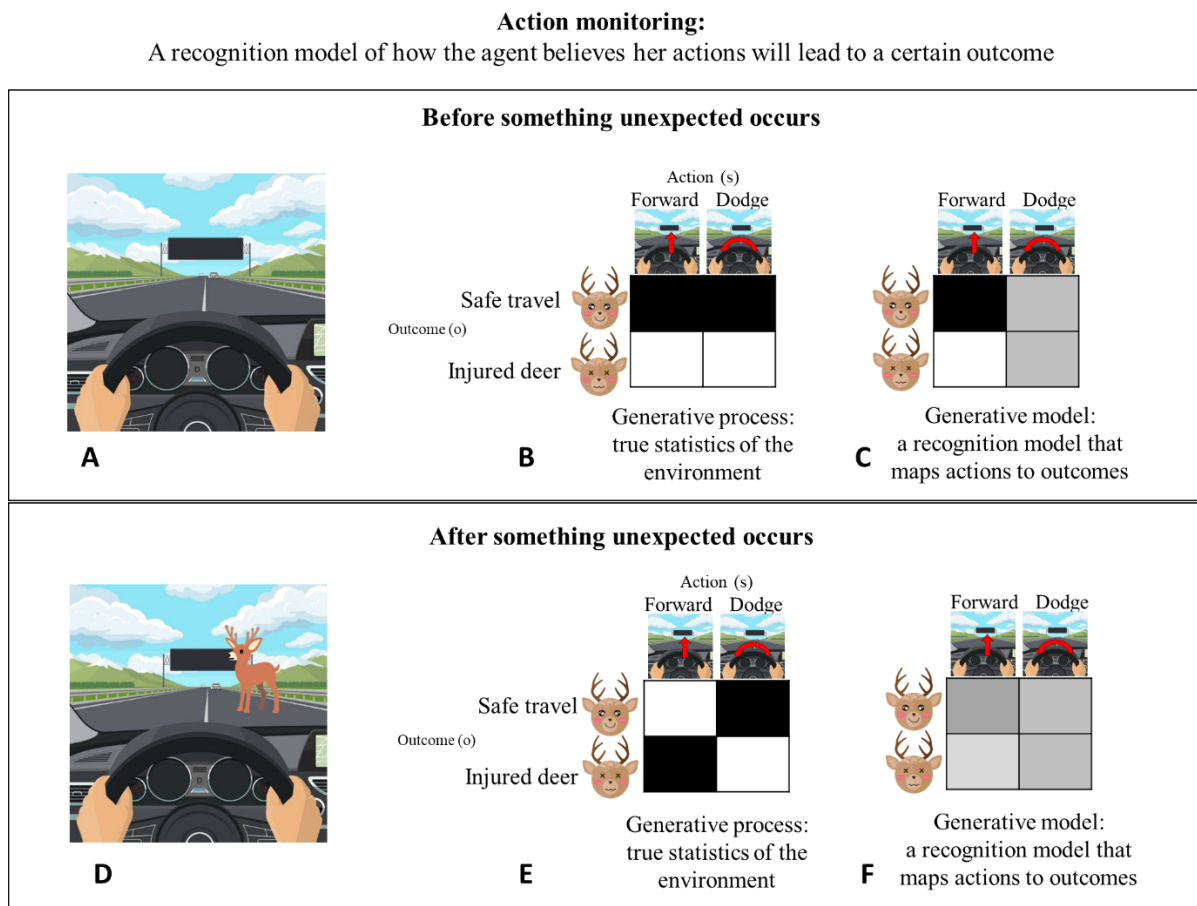 Action monitoring:
A recognition model of how the agent believes her actions will lead to a certain outcome
Before something unexpected occurs
Action (s)
Forward Dodge
Forward Dodge
Safe travel
Outcome (o)
Injured deer
Generative process:
true statistics of the
environment
Generative model:
a recognition model that
maps actions to outcomes
A
B
C
After something unexpected occurs
Action (s)
Forward Dodge
Forward Dodge
Safe travel
Outcome (o)
Injured deer
Generative process:
true statistics of the
environment
Generative model:
a recognition model that
maps actions to outcomes
D
E
F